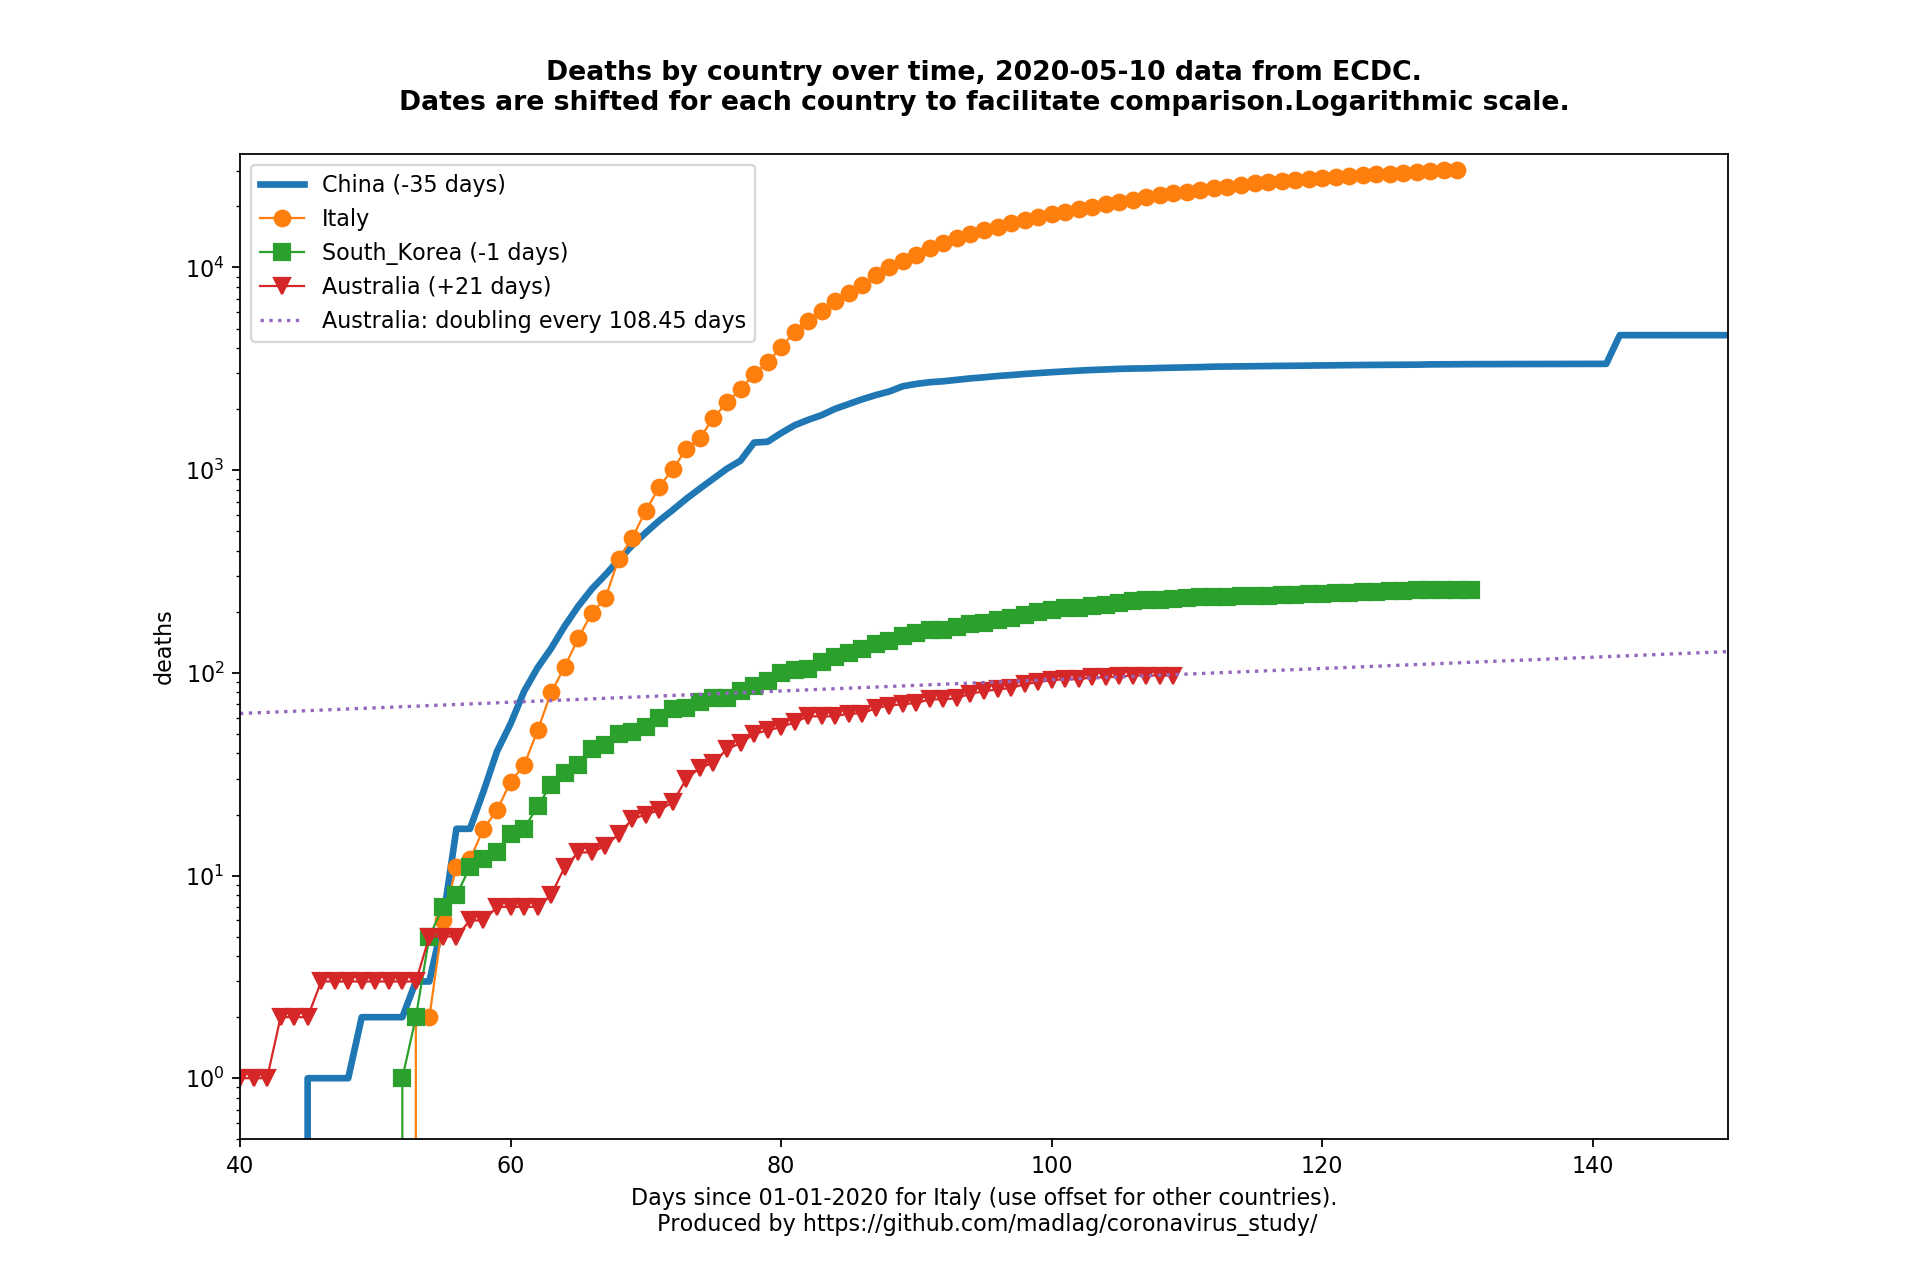 Deaths by country over time, 2020-05-10 data from ECDC.
Dates are shifted for each country to facilitate comparison.Logarithmic scale.
China (-35 days)
Italy
South_Korea (-1 days)
Australia (+21 days)
Australia: doubling every 108.45 days
deaths
10⁴
10³
10²
10¹
10⁰
40 60 80 100 120 140
Days since 01-01-2020 for Italy (use offset for other countries).
Produced by https://github.com/madlag/coronavirus_study/